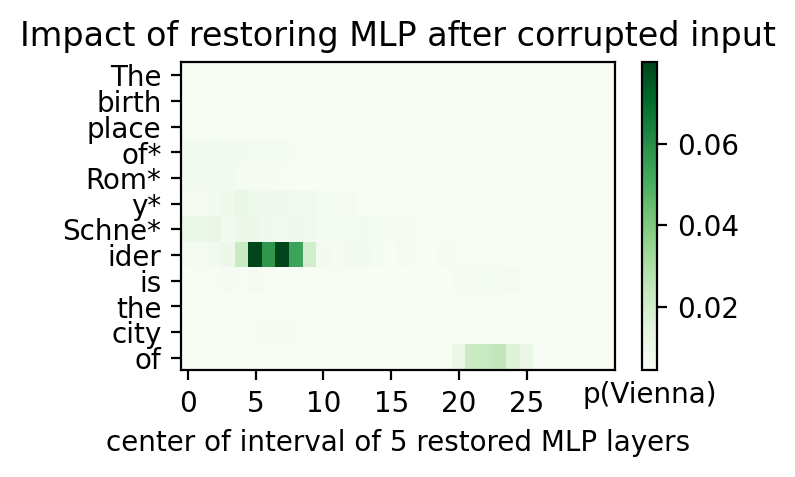 Impact of restoring MLP after corrupted input
The
birth
place
of*
Rom*
y*
Schne*
ider
is
the
city
of
0 5 10 15 20 25
center of interval of 5 restored MLP layers
0.06
0.04
0.02
p(Vienna)